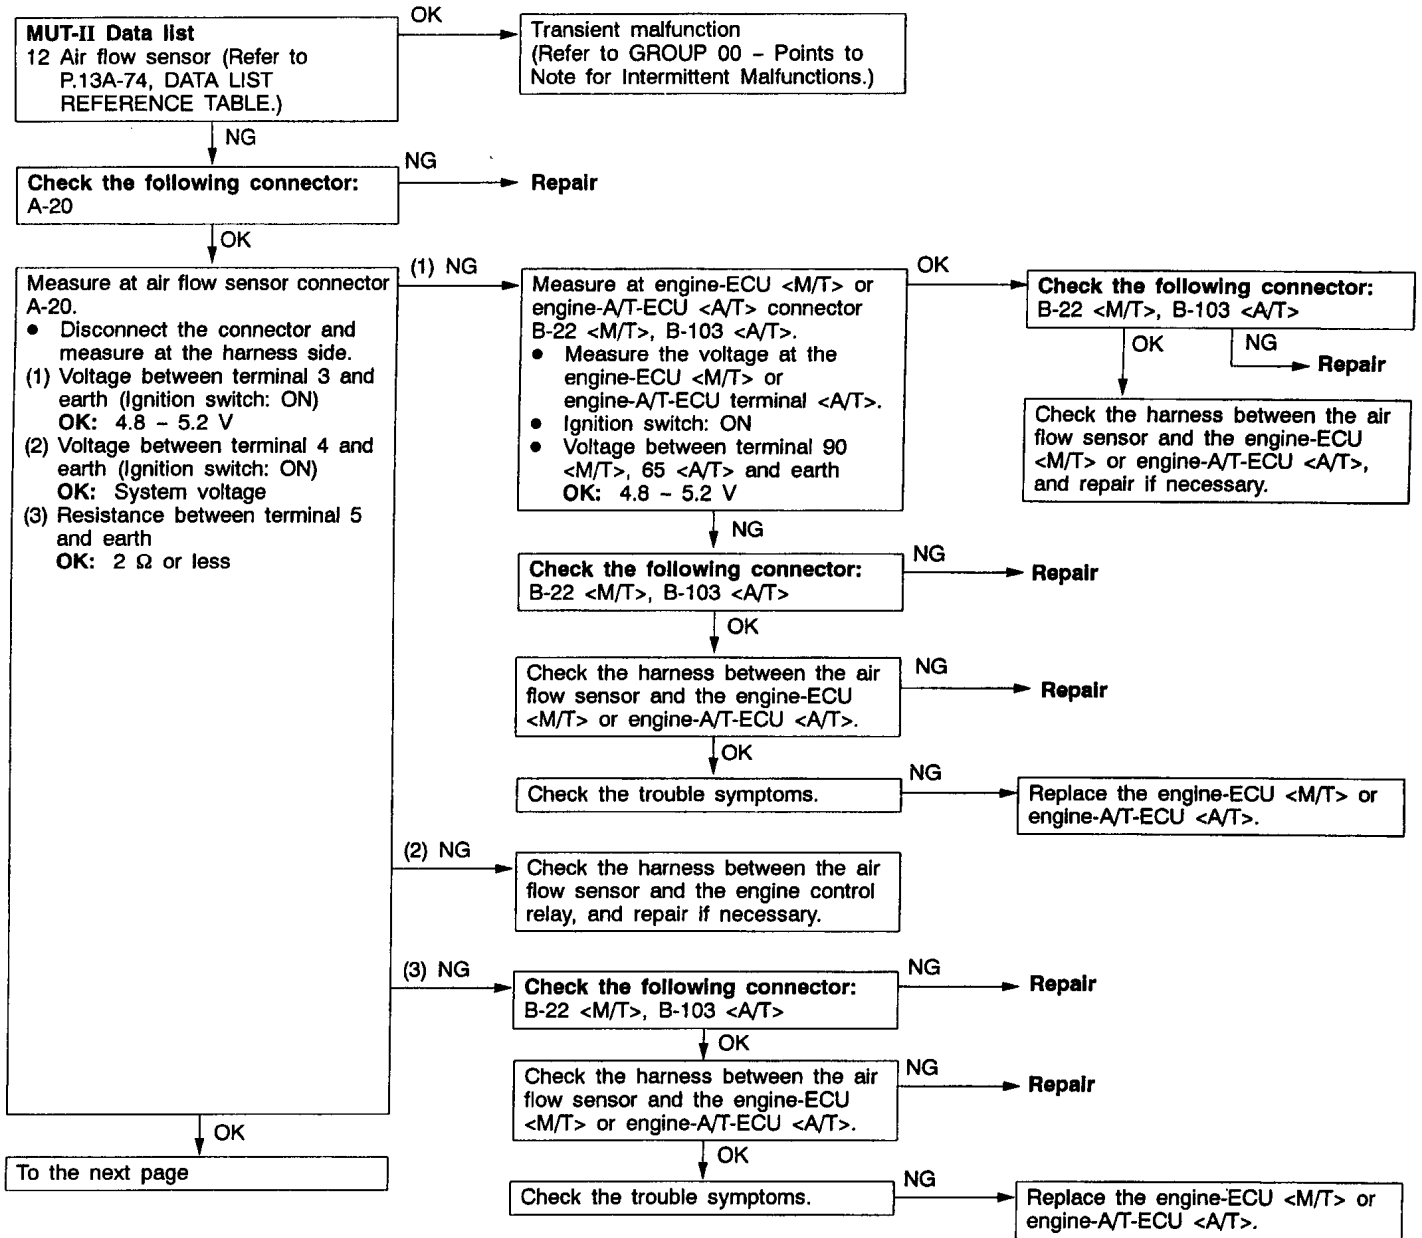 MUT-II Data list
12 Air flow sensor (Refer to
P.13A-74, DATA LIST
REFERENCE TABLE.)
OK
Transient malfunction
(Refer to GROUP 00 – Points to
Note for Intermittent Malfunctions.)
NG
Check the following connector:
A-20
NG
Repair
OK
Measure at air flow sensor connector
A-20.
● Disconnect the connector and
measure at the harness side.
(1) Voltage between terminal 3 and
earth (Ignition switch: ON)
OK: 4.8 – 5.2 V
(2) Voltage between terminal 4 and
earth (Ignition switch: ON)
OK: System voltage
(3) Resistance between terminal 5
and earth
OK: 2 Ω or less
(1) NG
Measure at engine-ECU <M/T> or
engine-A/T-ECU <A/T> connector
B-22 <M/T>, B-103 <A/T>.
● Measure the voltage at the
engine-ECU <M/T> or
engine-A/T-ECU terminal <A/T>.
● Ignition switch: ON
● Voltage between terminal 90
<M/T>, 65 <A/T> and earth
OK: 4.8 – 5.2 V
OK
Check the following connector:
B-22 <M/T>, B-103 <A/T>
OK
NG
Repair
Check the harness between the air
flow sensor and the engine-ECU
<M/T> or engine-A/T-ECU <A/T>,
and repair if necessary.
NG
Check the following connector:
B-22 <M/T>, B-103 <A/T>
NG
Repair
OK
Check the harness between the air
flow sensor and the engine-ECU
<M/T> or engine-A/T-ECU <A/T>.
NG
Repair
OK
Check the trouble symptoms.
NG
Replace the engine-ECU <M/T> or
engine-A/T-ECU <A/T>.
(2) NG
Check the harness between the air
flow sensor and the engine control
relay, and repair if necessary.
(3) NG
Check the following connector:
B-22 <M/T>, B-103 <A/T>
NG
Repair
OK
Check the harness between the air
flow sensor and the engine-ECU
<M/T> or engine-A/T-ECU <A/T>.
NG
Repair
OK
Check the trouble symptoms.
NG
Replace the engine-ECU <M/T> or
engine-A/T-ECU <A/T>.
OK
To the next page